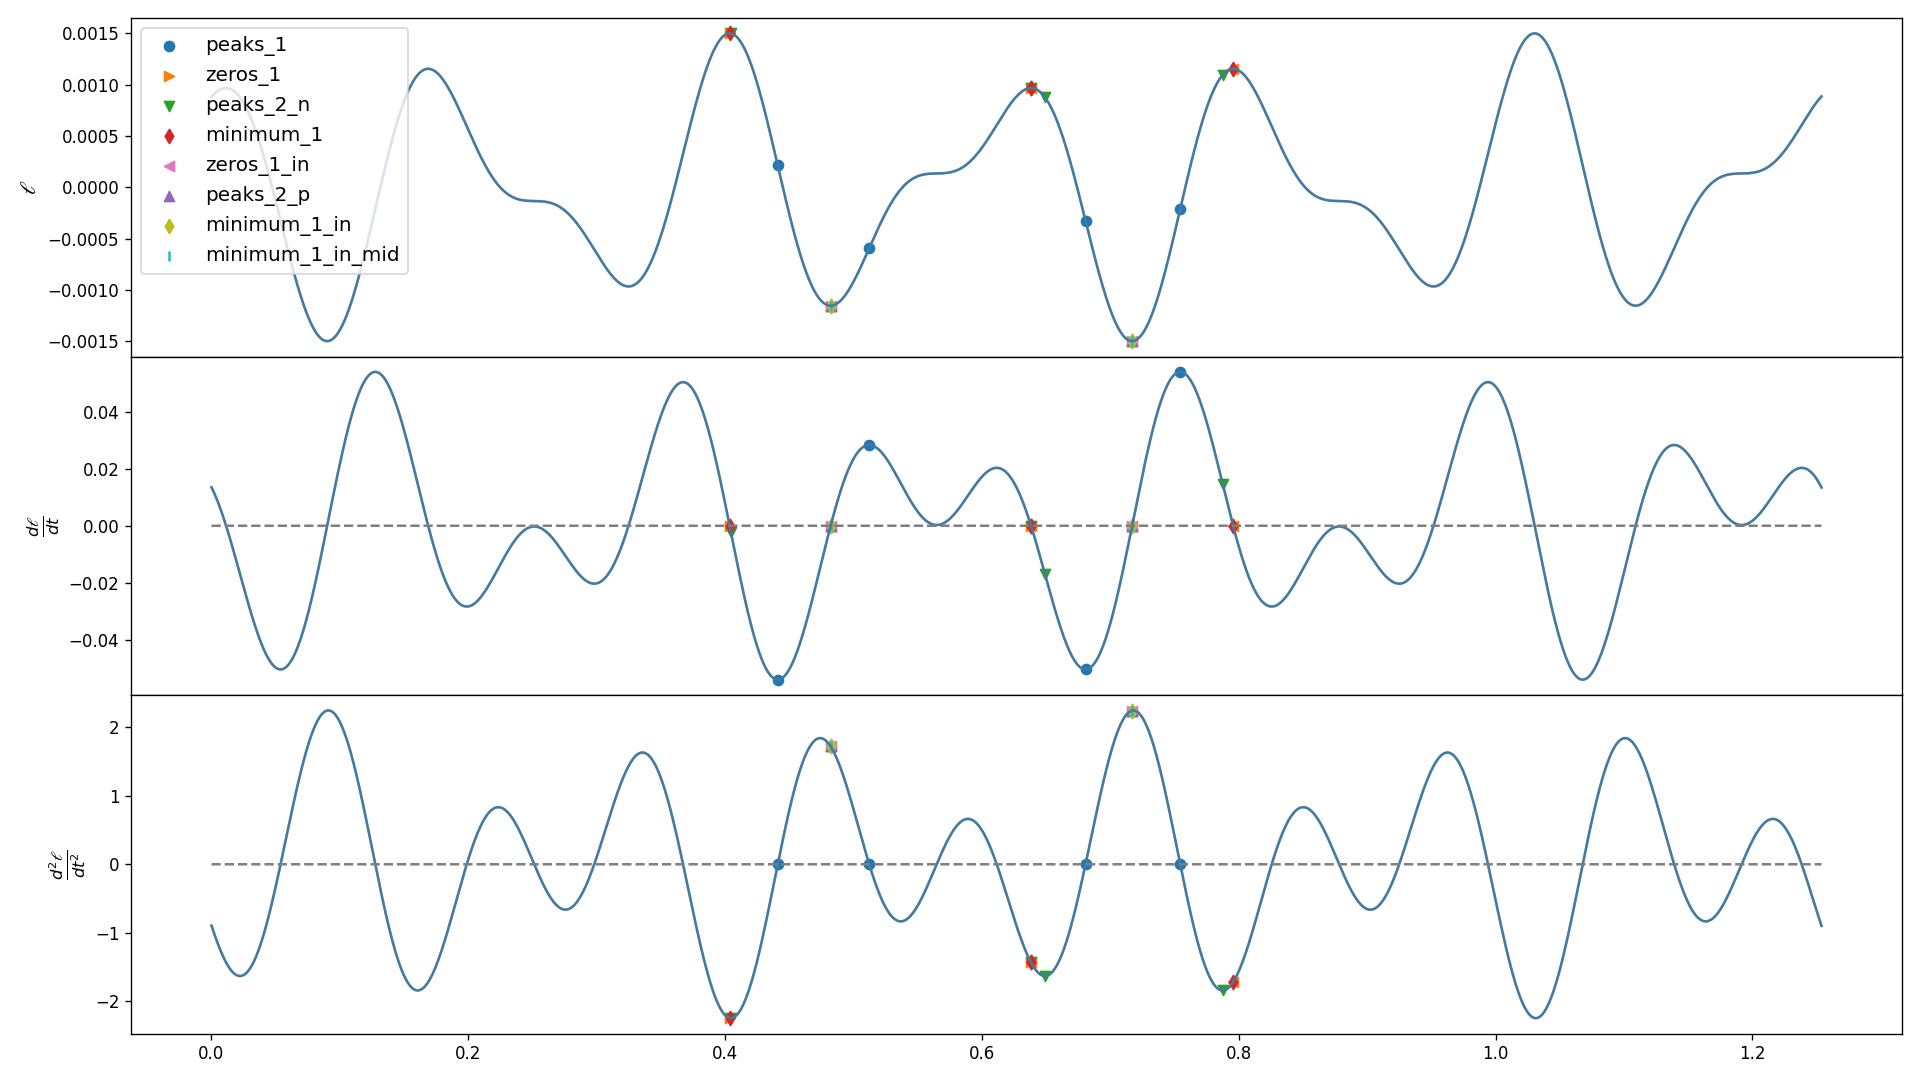 0.0015
0.0010
0.0005
0.0000
−0.0005
−0.0010
−0.0015
ℓ
peaks_1
zeros_1
peaks_2_n
minimum_1
zeros_1_in
peaks_2_p
minimum_1_in
minimum_1_in_mid
0.04
0.02
0.00
−0.02
−0.04
dℓ
dt
2
1
0
−1
−2
d²ℓ
dt²
0.0 0.2 0.4 0.6 0.8 1.0 1.2